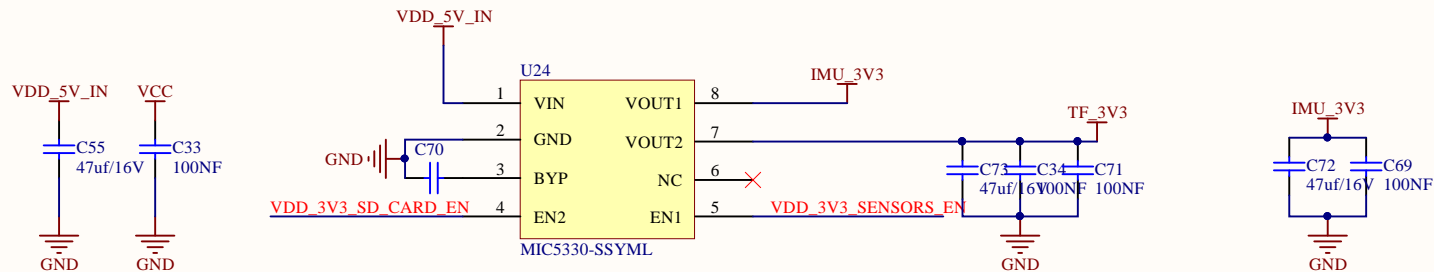 VDD_5V_IN
U24
VDD_5V_IN
VCC
IMU_3V3
TF_3V3
IMU_3V3
1
VIN
VOUT1
8
2
GND
VOUT2
7
C55
47uf/16V
C33
100NF
GND
C70
3
BYP
NC
6
C73
47uf/16V
C34
100NF
C71
100NF
C72
47uf/16V
C69
100NF
VDD_3V3_SD_CARD_EN
4
EN2
EN1
5
VDD_3V3_SENSORS_EN
MIC5330-SSYML
GND
GND
GND
GND